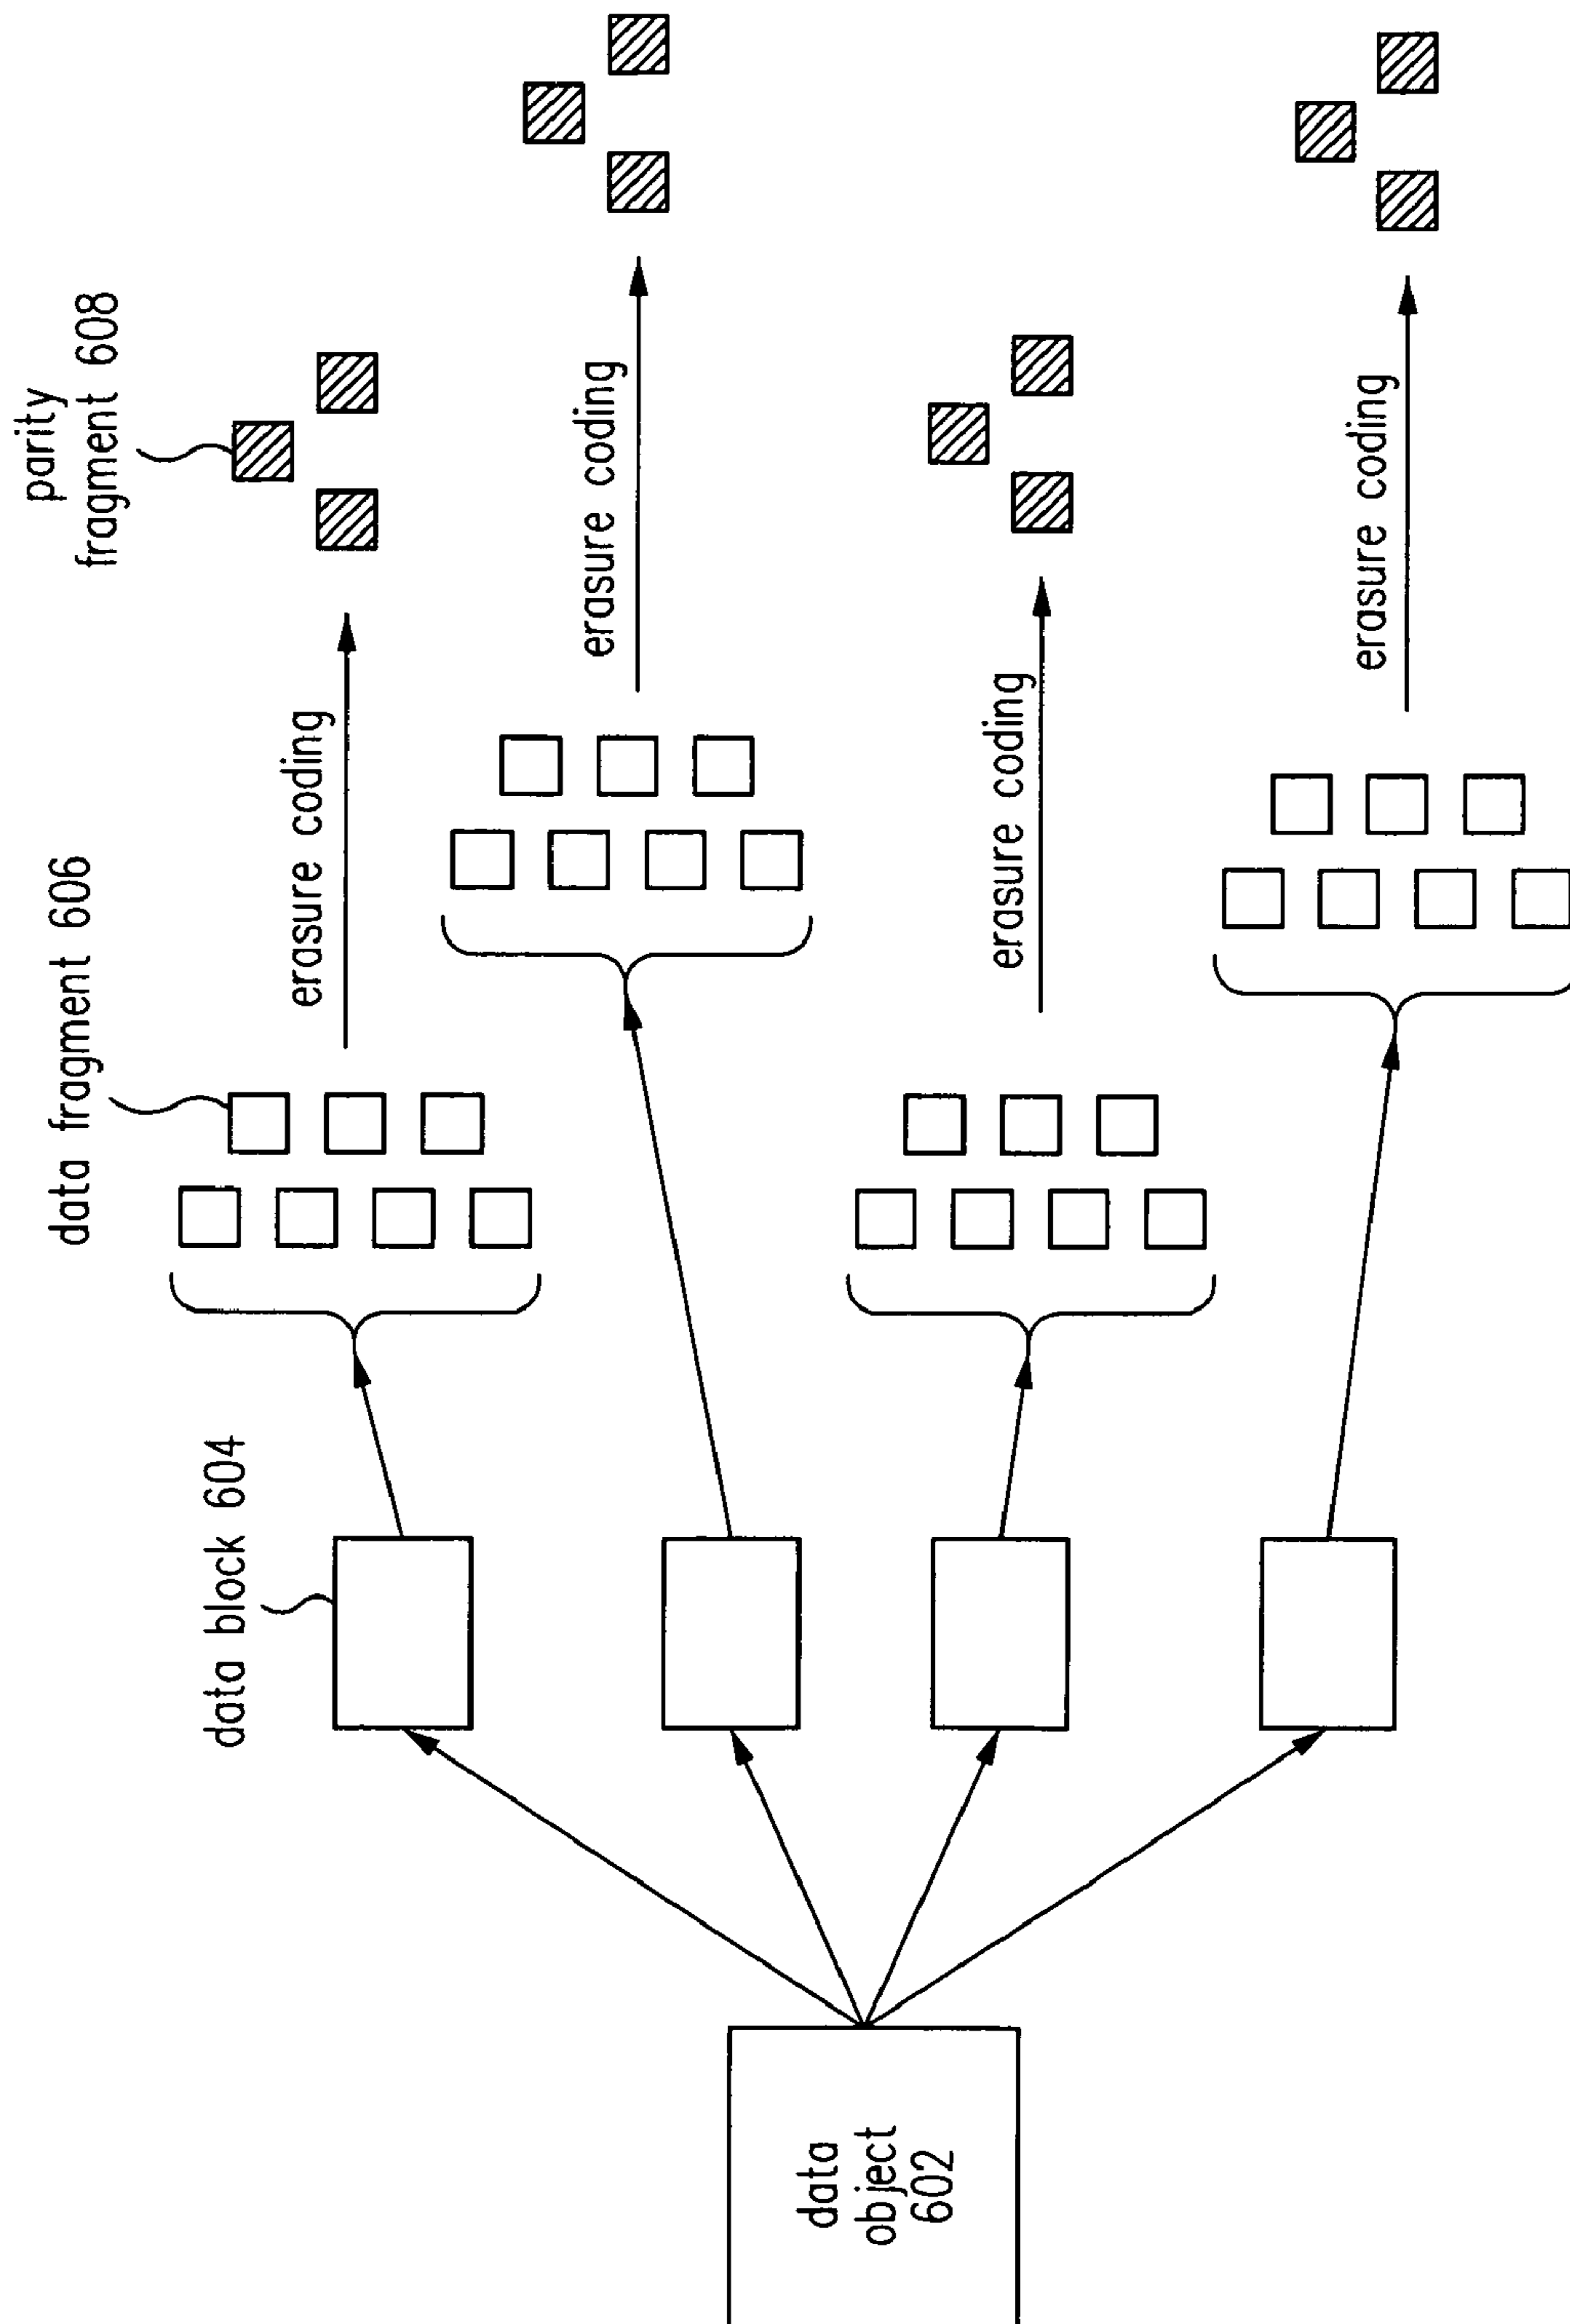 data
object
602
data block 604
data fragment 606
parity
fragment 608
erasure coding
erasure coding
erasure coding
erasure coding